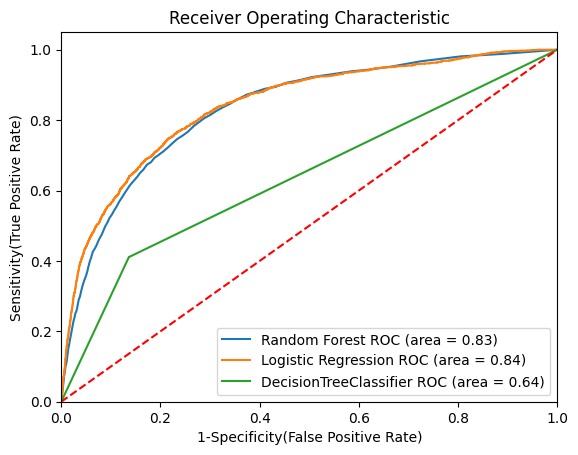 Receiver Operating Characteristic
Sensitivity(True Positive Rate)
1.0
0.8
0.6
0.4
0.2
0.0
Random Forest ROC (area = 0.83)
Logistic Regression ROC (area = 0.84)
DecisionTreeClassifier ROC (area = 0.64)
0.0 0.2 0.4 0.6 0.8 1.0
1-Specificity(False Positive Rate)